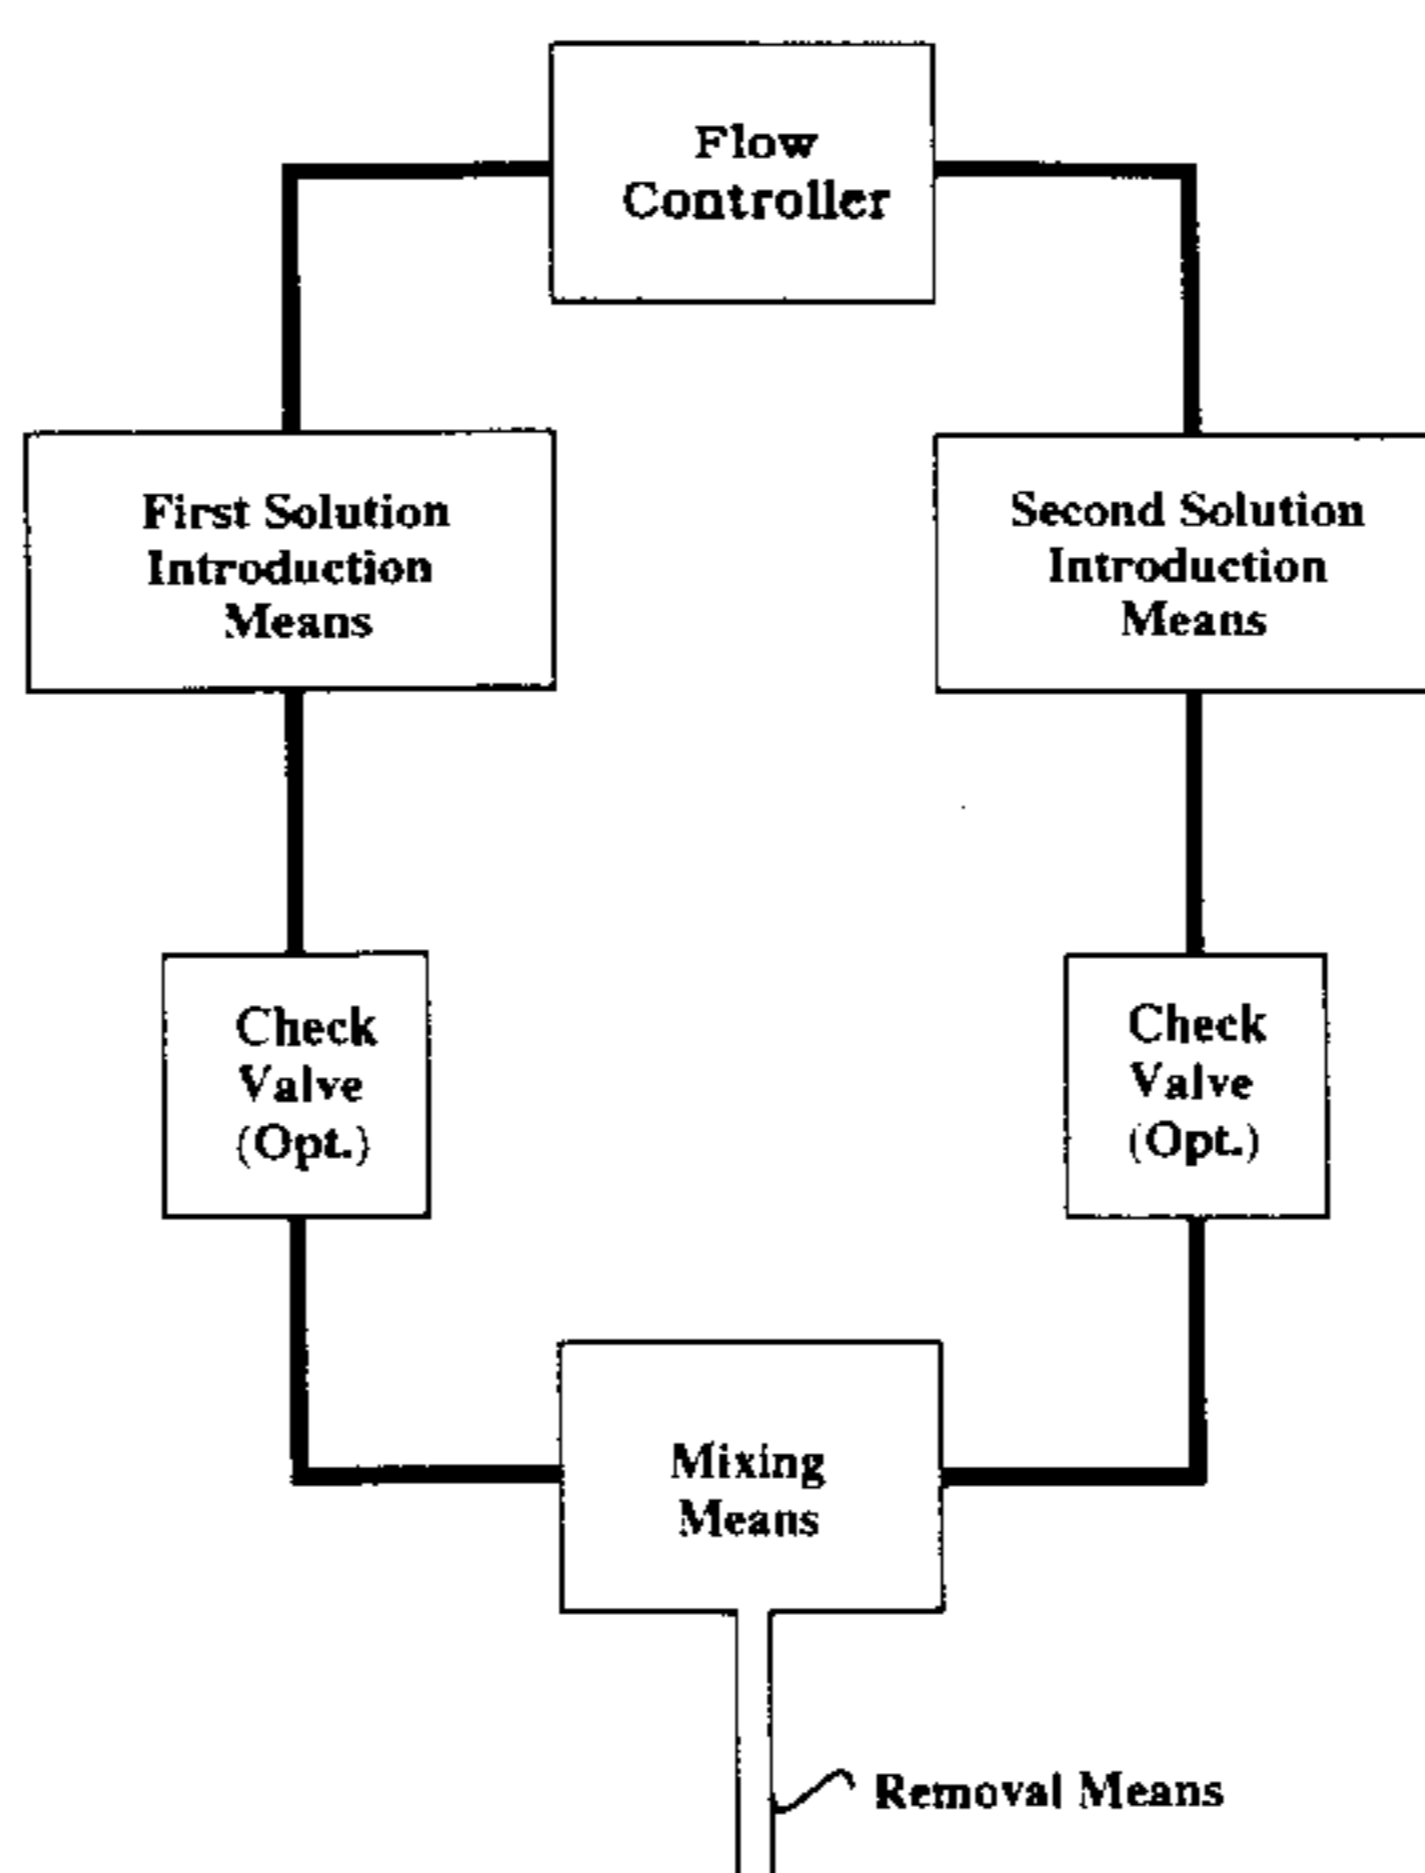 Flow
Controller
First Solution
Introduction
Means
Second Solution
Introduction
Means
Check
Valve
(Opt.)
Check
Valve
(Opt.)
Mixing
Means
Removal Means